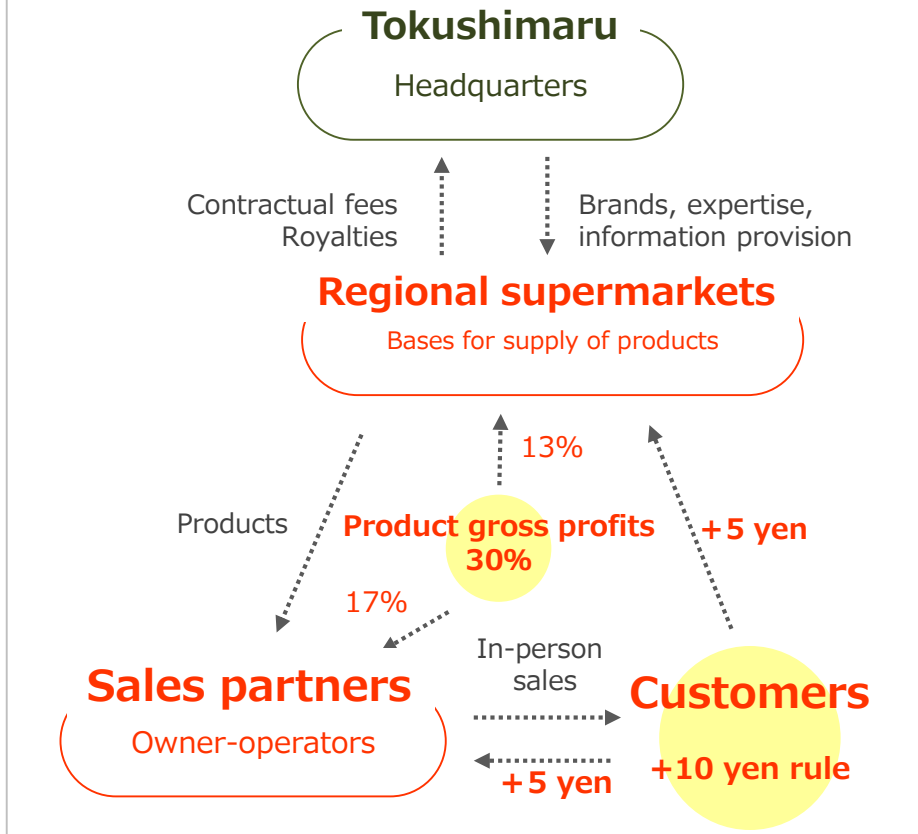 Tokushimaru
Headquarters
Contractual fees
Royalties
Brands, expertise,
information provision
Regional supermarkets
Bases for supply of products
13%
Products
Product gross profits
30%
+5 yen
17%
In-person
sales
Sales partners
Owner-operators
Customers
+10 yen rule
+5 yen